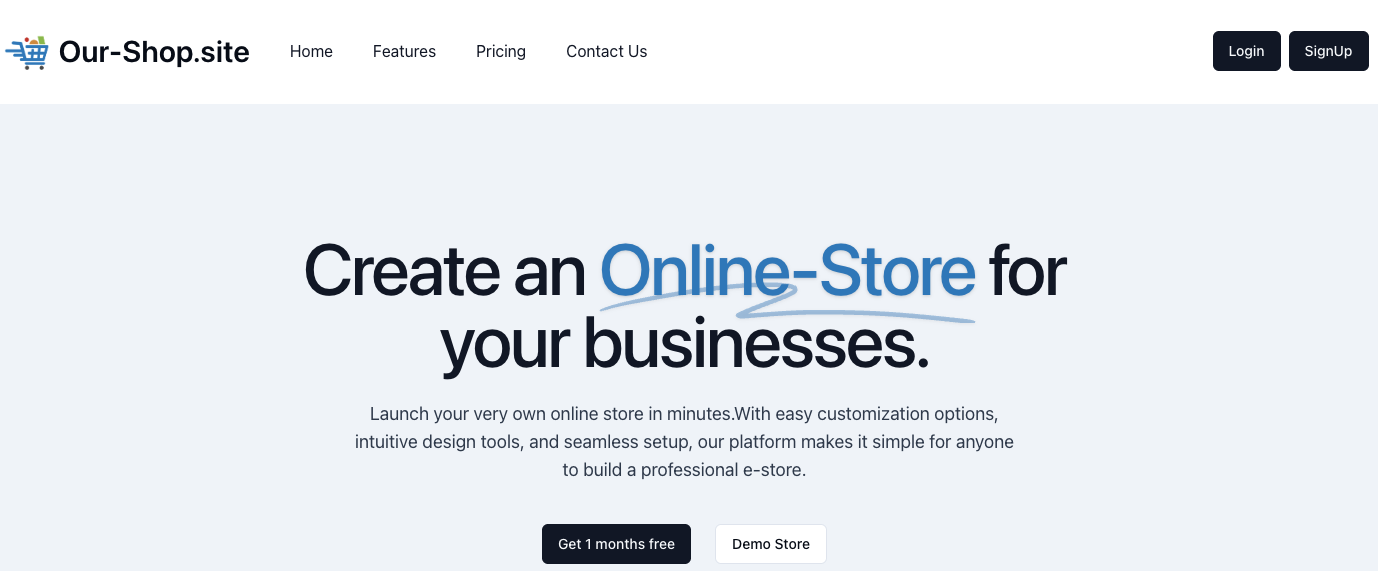 Our-Shop.site
Home
Features
Pricing
Contact Us
Login
SignUp
Create an Online-Store for
your businesses.
Launch your very own online store in minutes.With easy customization options,
intuitive design tools, and seamless setup, our platform makes it simple for anyone
to build a professional e-store.
Get 1 months free
Demo Store